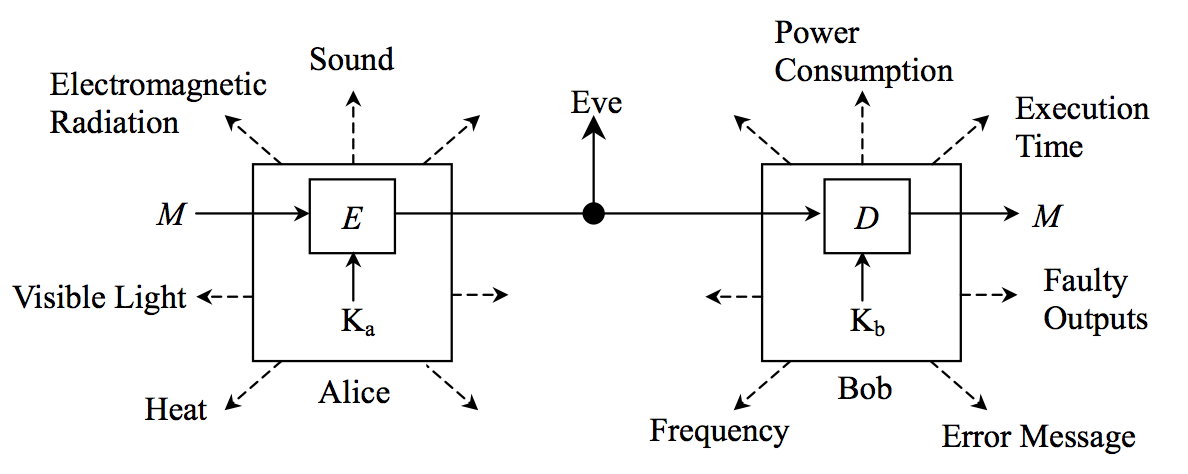 Power
Consumption
Sound
Electromagnetic
Radiation
Eve
Execution
Time
M
E
D
M
Visible Light
Faulty
Outputs
Ka
Kb
Alice
Bob
Heat
Frequency
Error Message